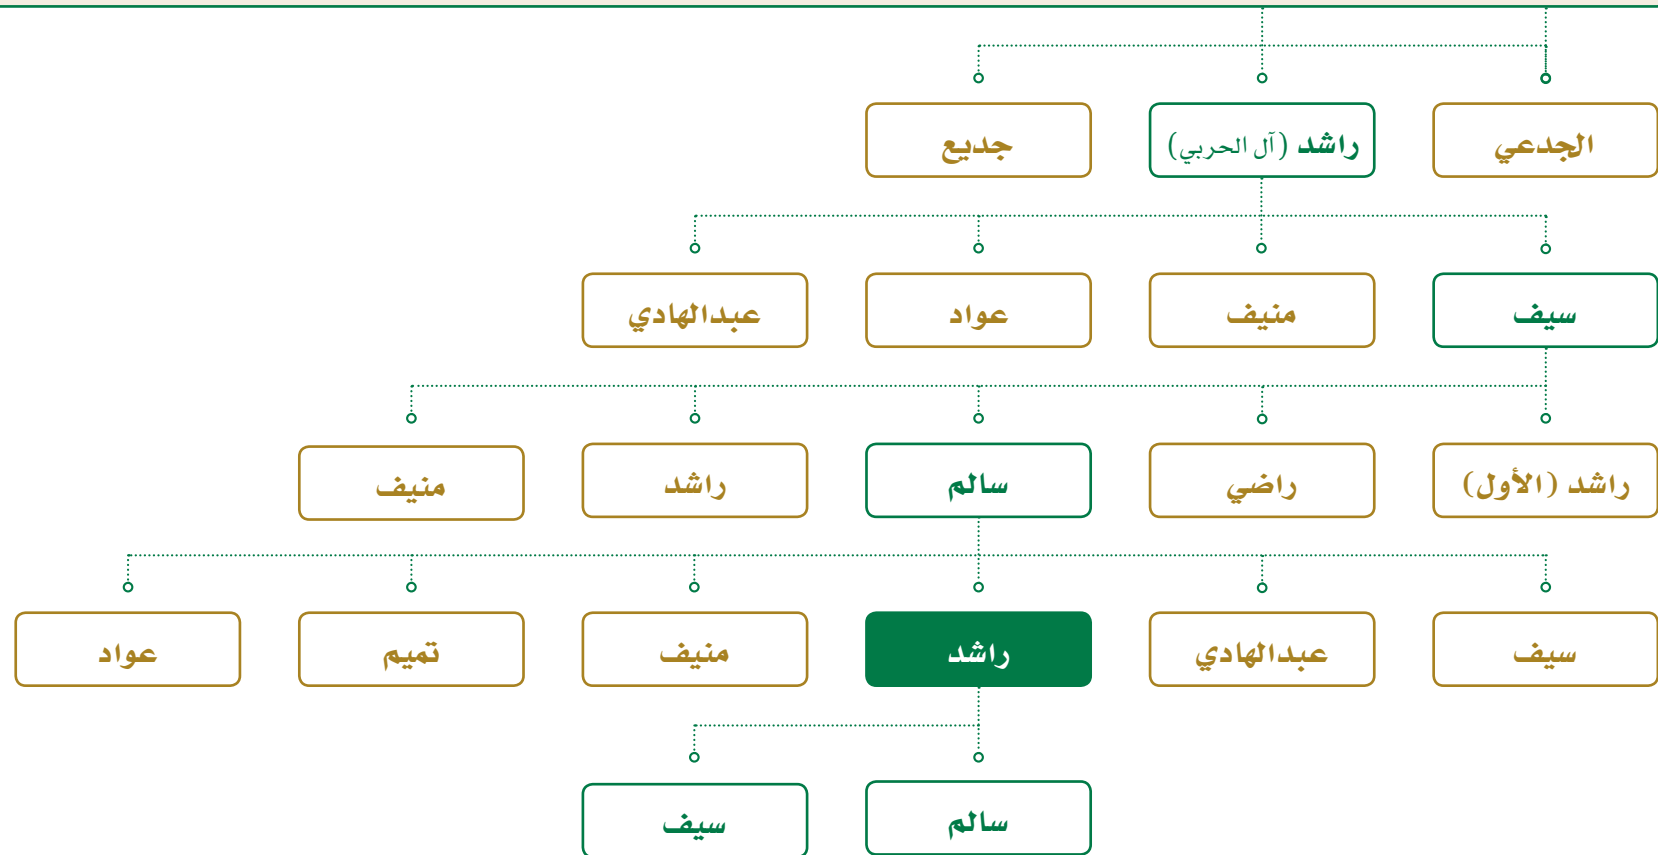 الجدعي
راشد (آل الحربي)
جديع
سيف
منيف
عواد
عبدالهادي
راشد (الأول)
راضي
سالم
راشد
منيف
سيف
عبدالهادي
راشد
منيف
تميم
عواد
سالم
سيف